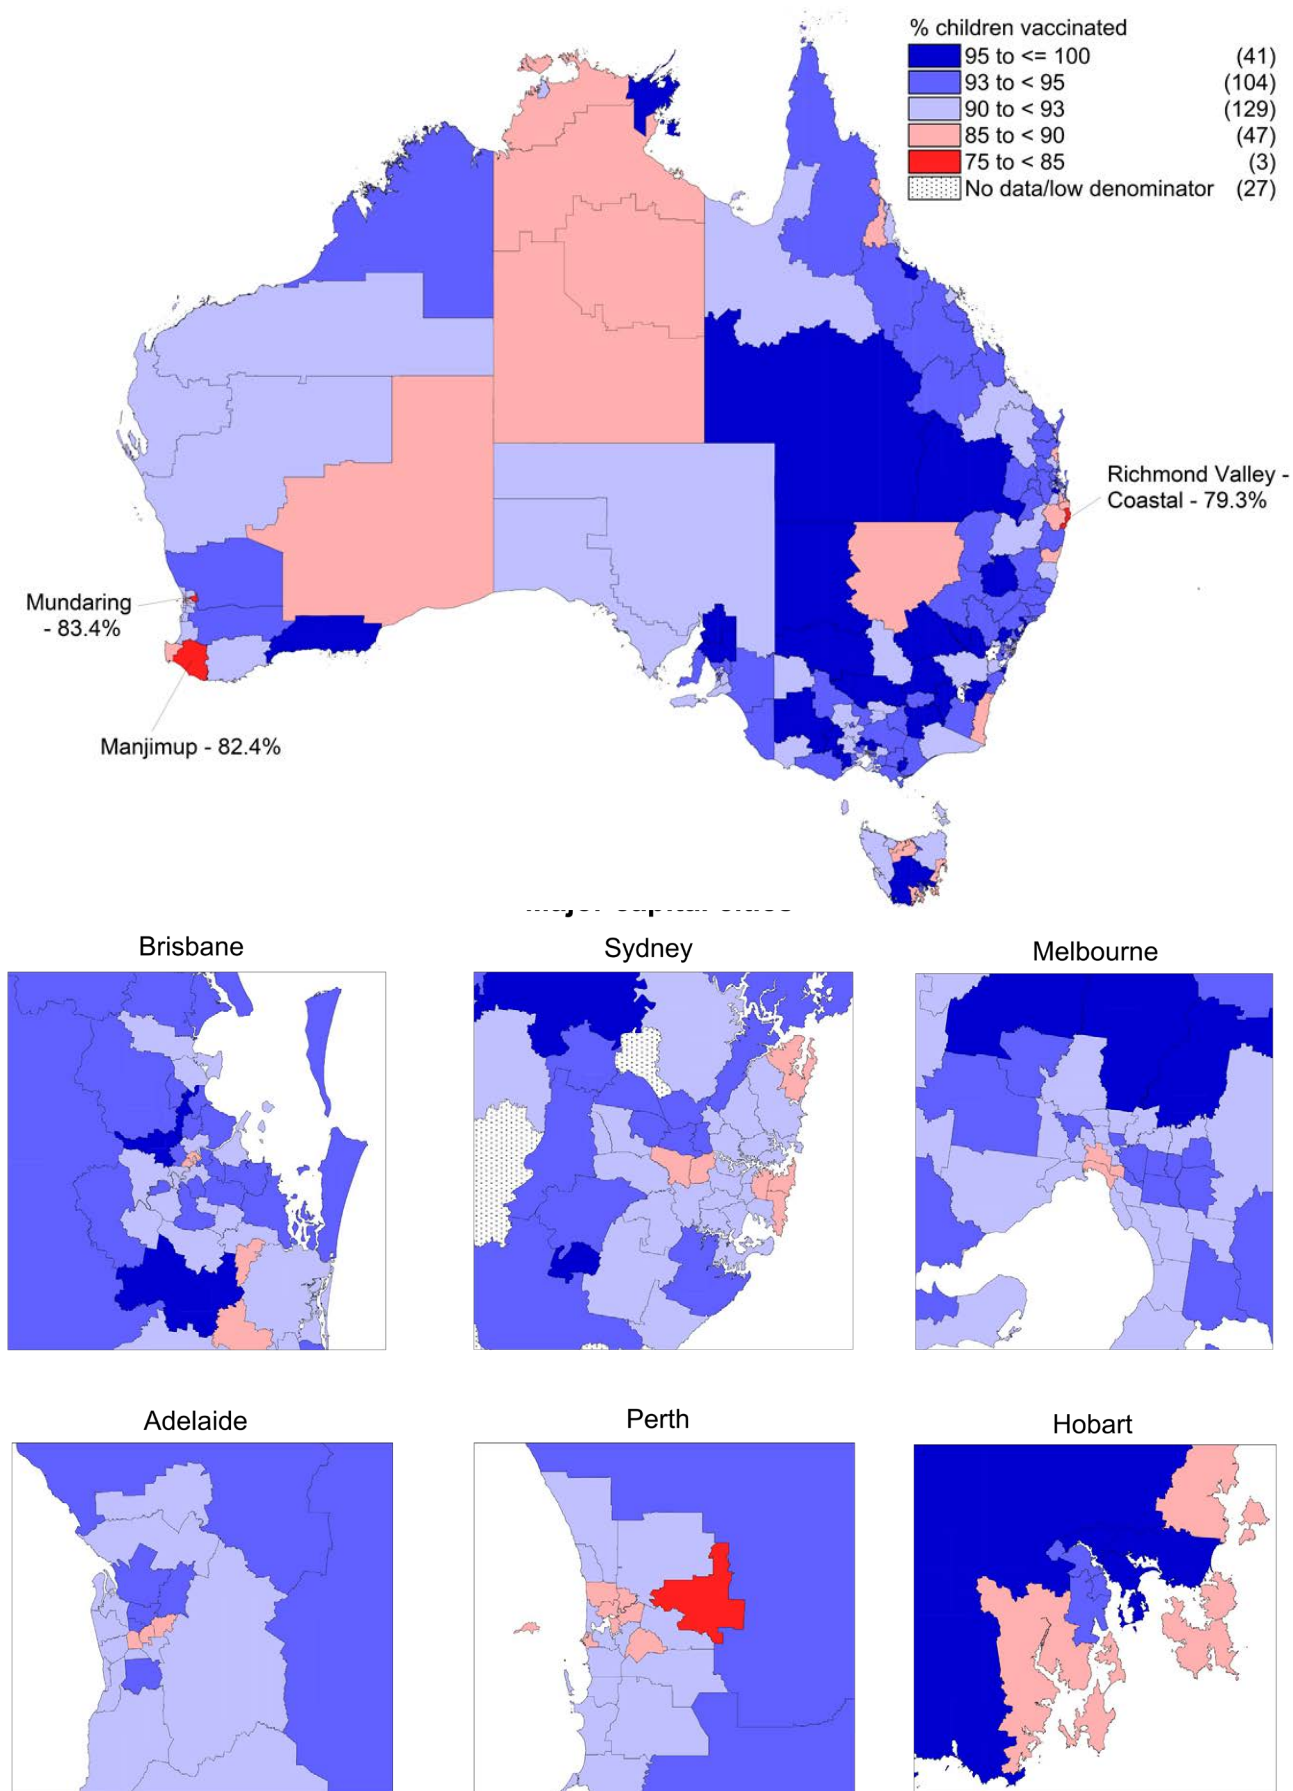 % children vaccinated
95 to <= 100 (41)
93 to < 95 (104)
90 to < 93 (129)
85 to < 90 (47)
75 to < 85 (3)
No data/low denominator (27)
Richmond Valley -
Coastal - 79.3%
Mundaring
- 83.4%
Manjimup - 82.4%
Brisbane
Sydney
Melbourne
Adelaide
Perth
Hobart